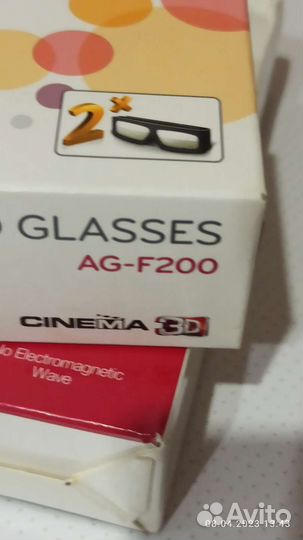 2x
GLASSES
AG-F200
CINEMA 3D
Electromagnetic
Wave
08.04.2023 13:43
Avito